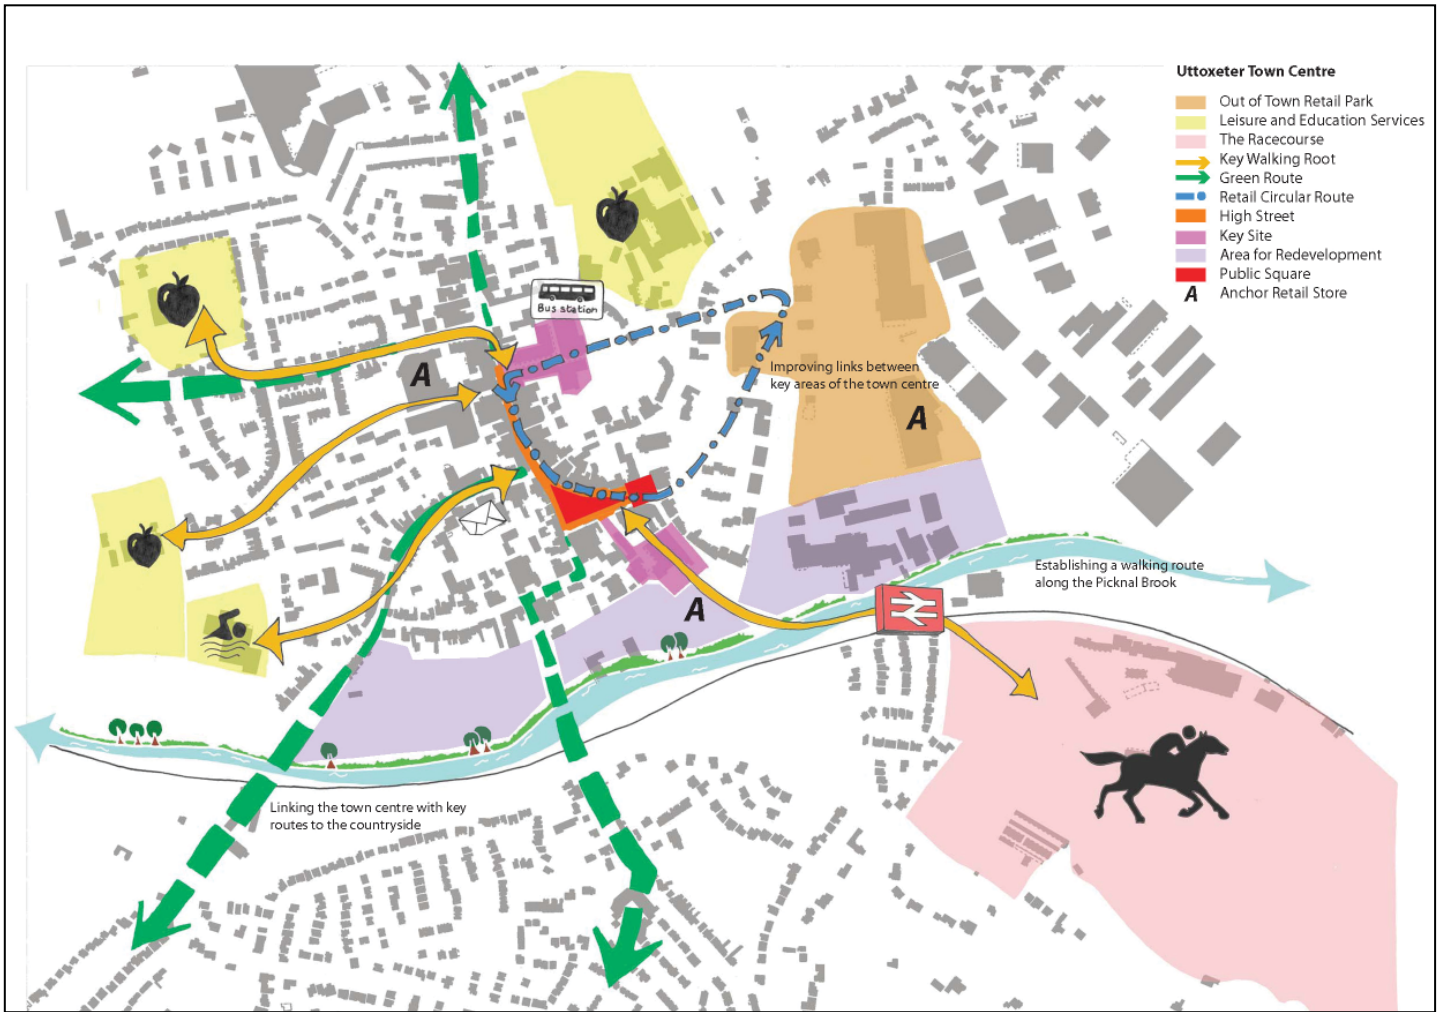 Uttoxeter Town Centre
Out of Town Retail Park
Leisure and Education Services
The Racecourse
Key Walking Root
Green Route
Retail Circular Route
High Street
Key Site
Area for Redevelopment
Public Square
A Anchor Retail Store
Bus station
Improving links between
key areas of the town centre
A
A
Establishing a walking route
along the Picknal Brook
A
Linking the town centre with key
routes to the countryside